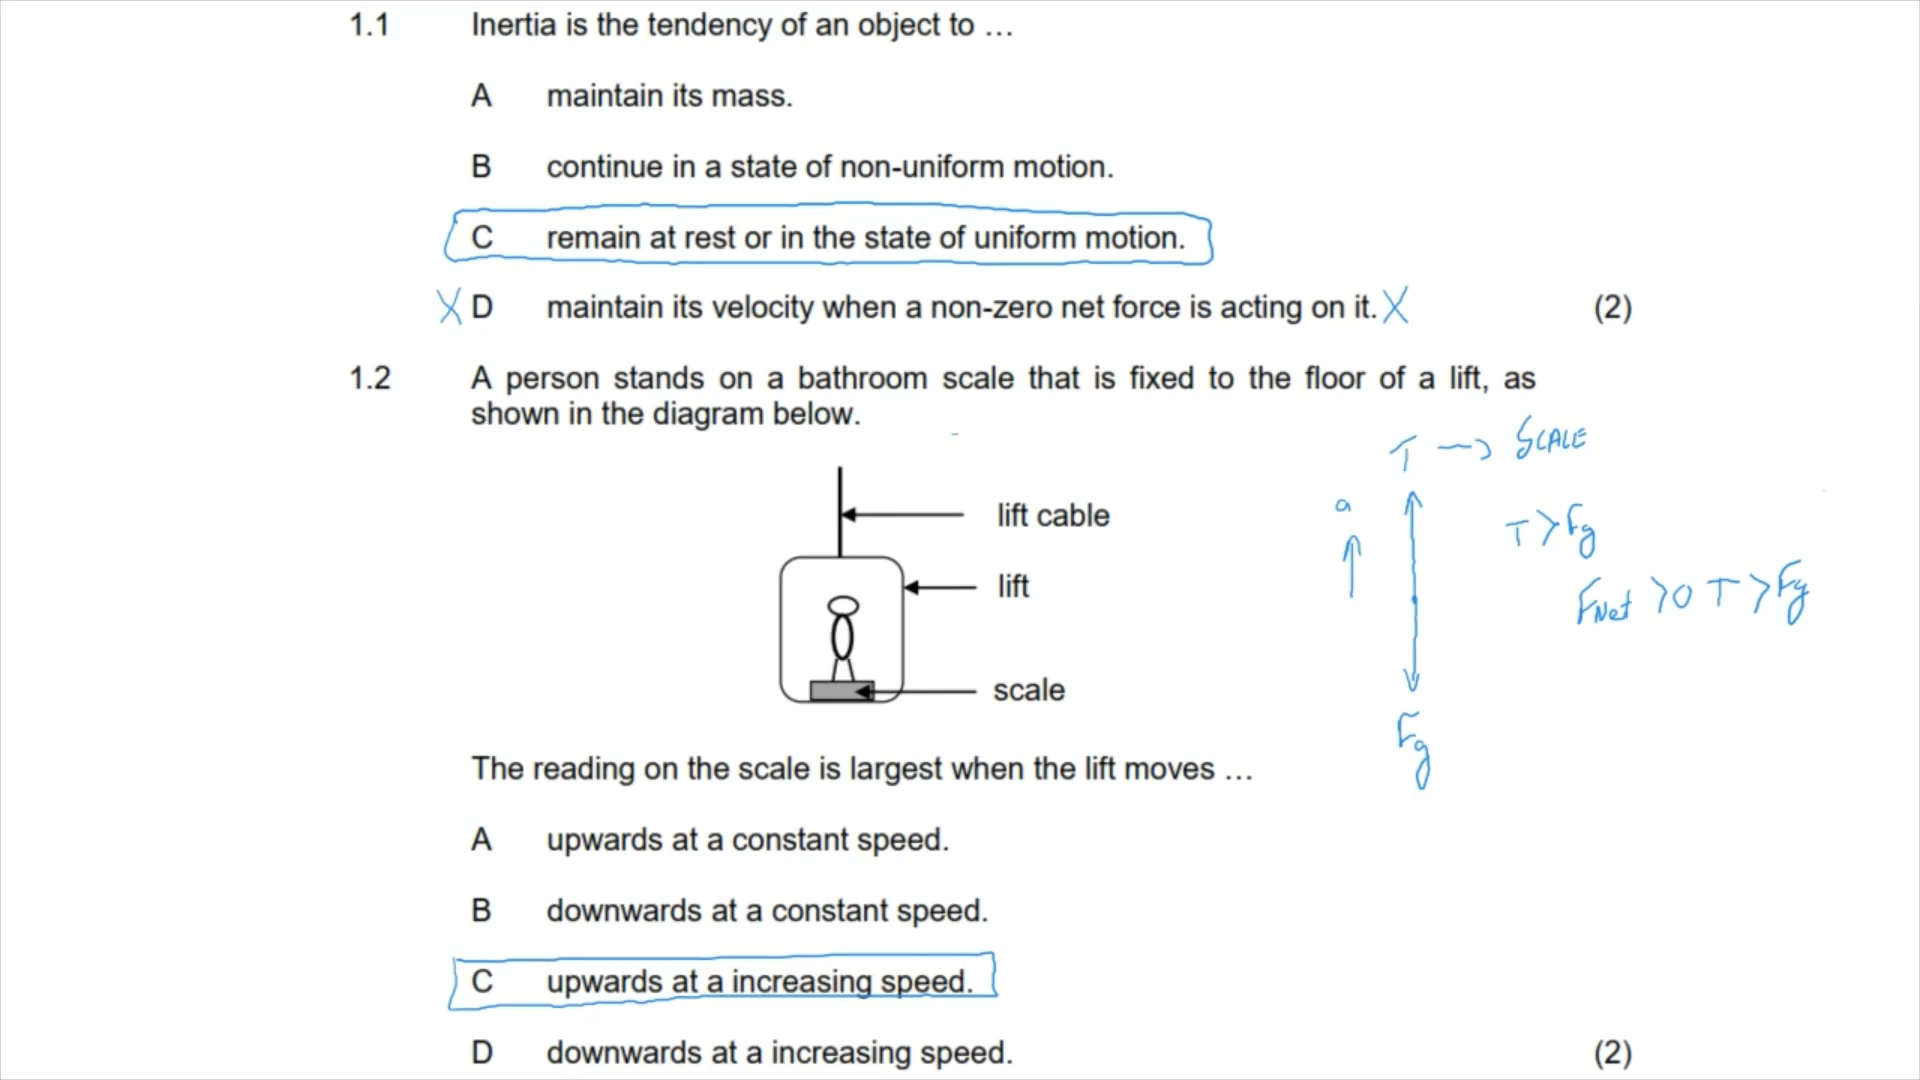 1.1 Inertia is the tendency of an object to ...
A maintain its mass.
B continue in a state of non-uniform motion.
C remain at rest or in the state of uniform motion.
X D maintain its velocity when a non-zero net force is acting on it. X (2)
1.2 A person stands on a bathroom scale that is fixed to the floor of a lift, as
shown in the diagram below.
T → SCALE
lift cable
a
T > Fg
lift
FNet > 0 T > Fg
scale
Fg
The reading on the scale is largest when the lift moves ...
A upwards at a constant speed.
B downwards at a constant speed.
C upwards at a increasing speed.
D downwards at a increasing speed. (2)